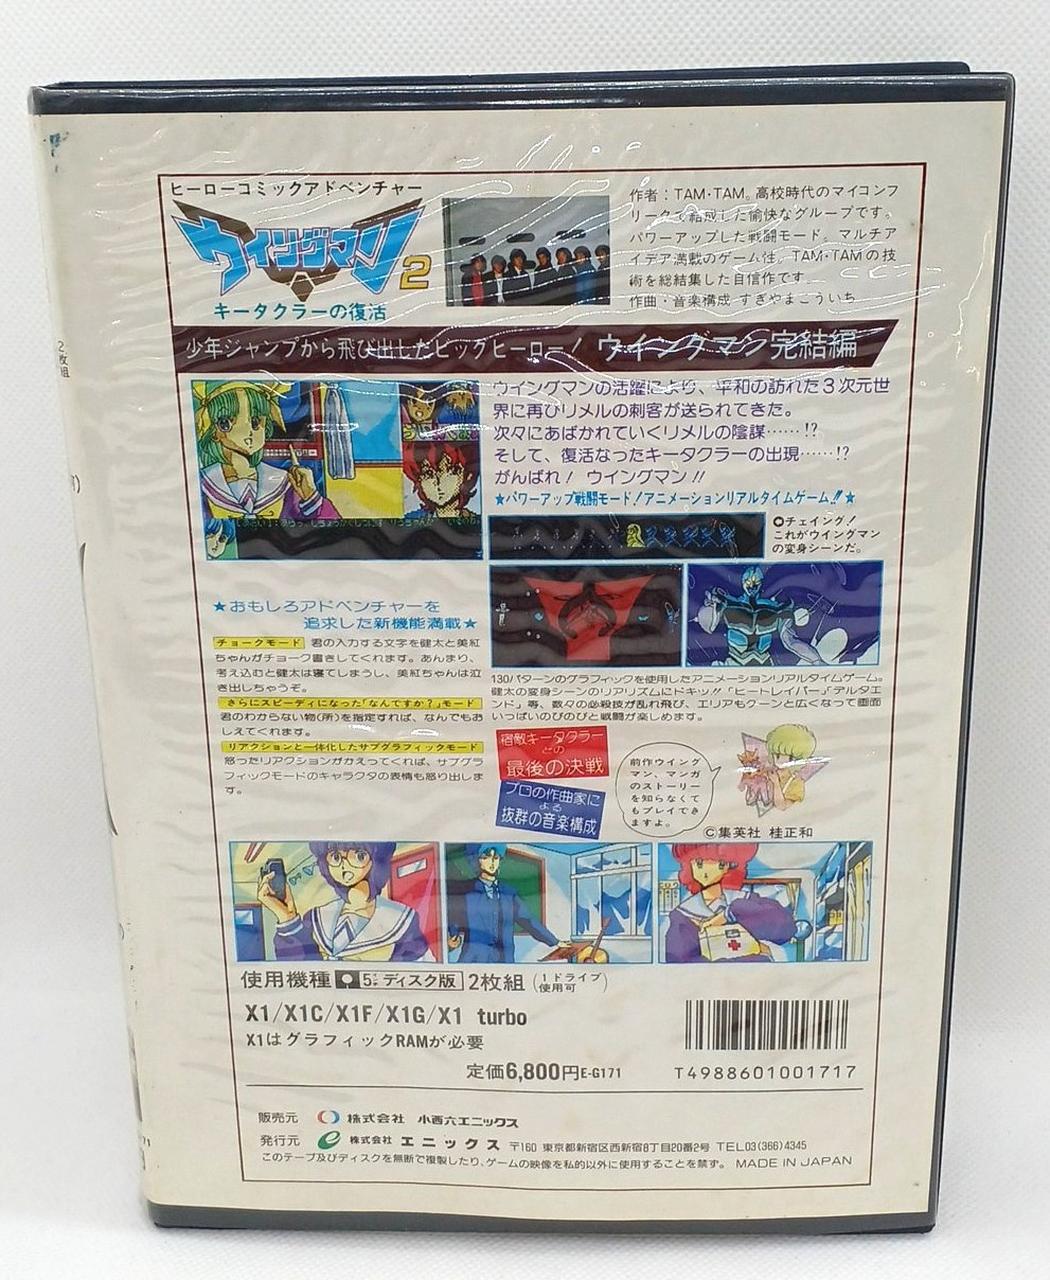 ヒーローコミックアドベンチャー
ウイングマン2
キータクラーの復活
作者：TAM・TAM。高校時代のマイコンフ
リークで結成した愉快なグループです。
パワーアップした戦闘モード。マルチア
イデア満載のゲーム性。TAM・TAMの技
術を総結集した自信作です。
作曲・音楽構成 すぎやまこういち
少年ジャンプから飛び出したビッグヒーロー！ ウイングマン完結編
ウイングマンの活躍により、平和の訪れた3次元世
界に再びリメルの刺客が送られてきた。
次々にあばかれていくリメルの陰謀……!?
そして、復活なったキータクラーの出現……!?
がんばれ！ ウイングマン!!
★パワーアップ戦闘モード！アニメーションリアルタイムゲーム!!★
✪チェイング！
これがウイングマン
の変身シーンだ。
★おもしろアドベンチャーを
追求した新機能満載★
チョークモード 君の入力する文字を健太と美紅
ちゃんがチョーク書きしてくれます。あんまり、
考え込むと健太は寝てしまうし、美紅ちゃんは泣
き出しちゃうぞ。
さらにスピーディになった「なんですか？」モード
君のわからない物(所)を指定すれば、なんでもお
しえてくれます。
リアクションと一体化したサブグラフィックモード
怒ったリアクションがかえってくれば、サブグラ
フィックモードのキャラクタの表情も怒り出しま
す。
130パターンのグラフィックを使用したアニメーションリアルタイムゲーム。
健太の変身シーンのリアリズムにドキッ!!「ヒートレイバー」「デルタエ
ンド」等、数々の必殺技が乱れ飛び、エリアもグーンと広くなって画面
いっぱいのびのびと戦闘が楽しめます。
宿敵キータクラー
との
最後の決戦
プロの作曲家に
よる
抜群の音楽構成
前作ウイング
マン、マンガ
のストーリー
を知らなくて
もプレイでき
ますよ。
©集英社 桂正和
使用機種 5インチディスク版 2枚組 (1ドライブ使用可)
X1/X1C/X1F/X1G/X1 turbo
X1はグラフィックRAMが必要
定価6,800円E-G171
T4988601001717
販売元 株式会社 小西六エニックス
発行元 株式会社 エニックス 〒160 東京都新宿区西新宿8丁目20番2号 TEL03(366)4345
このテープ及びディスクを無断で複製したり、ゲームの映像を私的以外に使用することを禁ず。 MADE IN JAPAN
2枚組